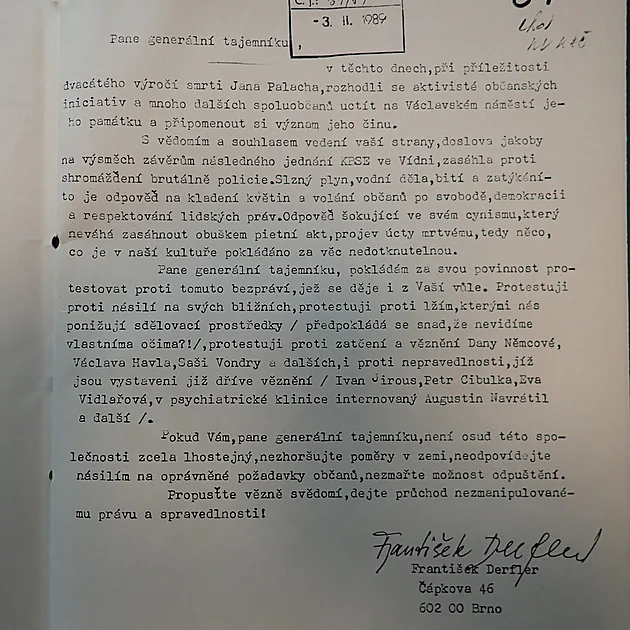 -3. II. 1989
Pane generální tajemníku,
v těchto dnech,při příležitosti
dvacátého výročí smrti Jana Palacha,rozhodli se aktivisté občanských
iniciativ a mnoho dalších spoluobčanů uctít na Václavském náměstí je-
ho památku a připomenout si význam jeho činu.
S vědomím a souhlasem vedení vaší strany,doslova jakoby
na výsměch závěrům následného jednání KBSE ve Vídni,zasáhla proti
shromáždění brutálně policie.Slzný plyn,vodní děla,bití a zatýkání-
to je odpověď na kladení květin a volání občanů po svobodě,demokracii
a respektování lidských práv.Odpověď šokující ve svém cynismu,který
neváhá zasáhnout obuškem pietní akt,projev úcty mrtvému,tedy něco,
co je v naší kultuře pokládáno za věc nedotknutelnou.
Pane generální tajemníku, pokládám za svou povinnost pro-
testovat proti tomuto bezpráví,jež se děje i z Vaší vůle. Protestuji
proti násilí na svých bližních,protestuji proti lžím,kterými nás
ponižují sdělovací prostředky / předpokládá se snad,že nevidíme
vlastníma očima?!/,protestuji proti zatčení a věznění Dany Němcové,
Václava Havla,Saši Vondry a dalších,i proti nepravedlnosti,jíž
jsou vystaveni již dříve věznění / Ivan Jirous,Petr Cibulka,Eva
Vidlařová,v psychiatrické klinice internovaný Augustin Navrátil
a další /.
Pokud Vám,pane generální tajemníku,není osud této spo-
lečnosti zcela lhostejný,nezhoršujte poměry v zemi,neodpovídejte
násilím na oprávněné požadavky občanů,nezmařte možnost odpuštění.
Propusťte vězně svědomí,dejte průchod nezmanipulované-
mu právu a spravedlnosti!
František Derfler
František Derfler
Čápkova 46
602 00 Brno